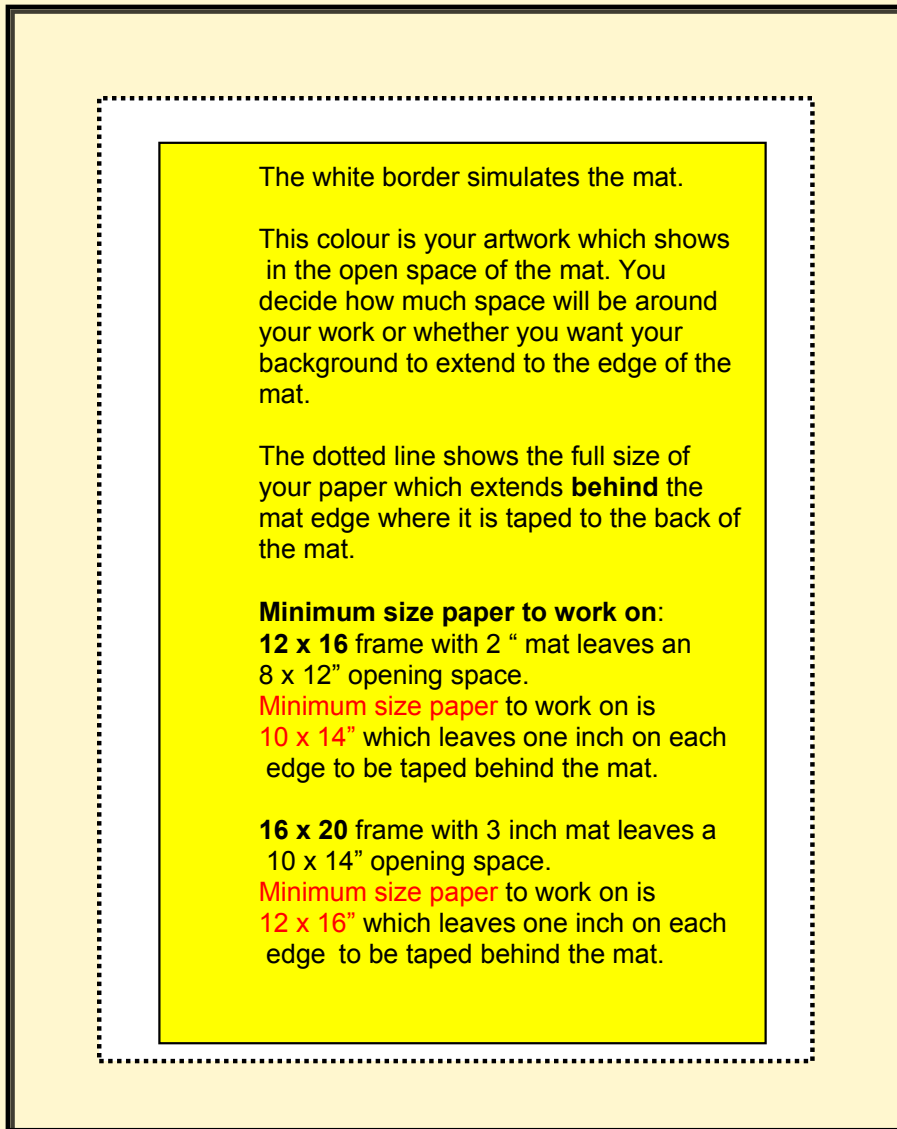 The white border simulates the mat.
This colour is your artwork which shows
in the open space of the mat. You
decide how much space will be around
your work or whether you want your
background to extend to the edge of the
mat.
The dotted line shows the full size of
your paper which extends behind the
mat edge where it is taped to the back of
the mat.
Minimum size paper to work on:
12 x 16 frame with 2 “ mat leaves an
8 x 12” opening space.
Minimum size paper to work on is
10 x 14” which leaves one inch on each
edge to be taped behind the mat.
16 x 20 frame with 3 inch mat leaves a
10 x 14” opening space.
Minimum size paper to work on is
12 x 16” which leaves one inch on each
edge to be taped behind the mat.